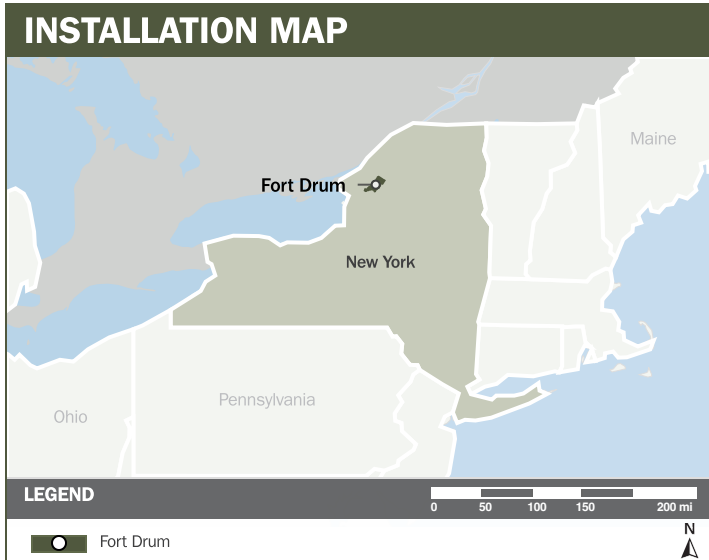 INSTALLATION MAP
Maine
Fort Drum
New York
Pennsylvania
Ohio
LEGEND
0 50 100 150 200 mi
Fort Drum
N